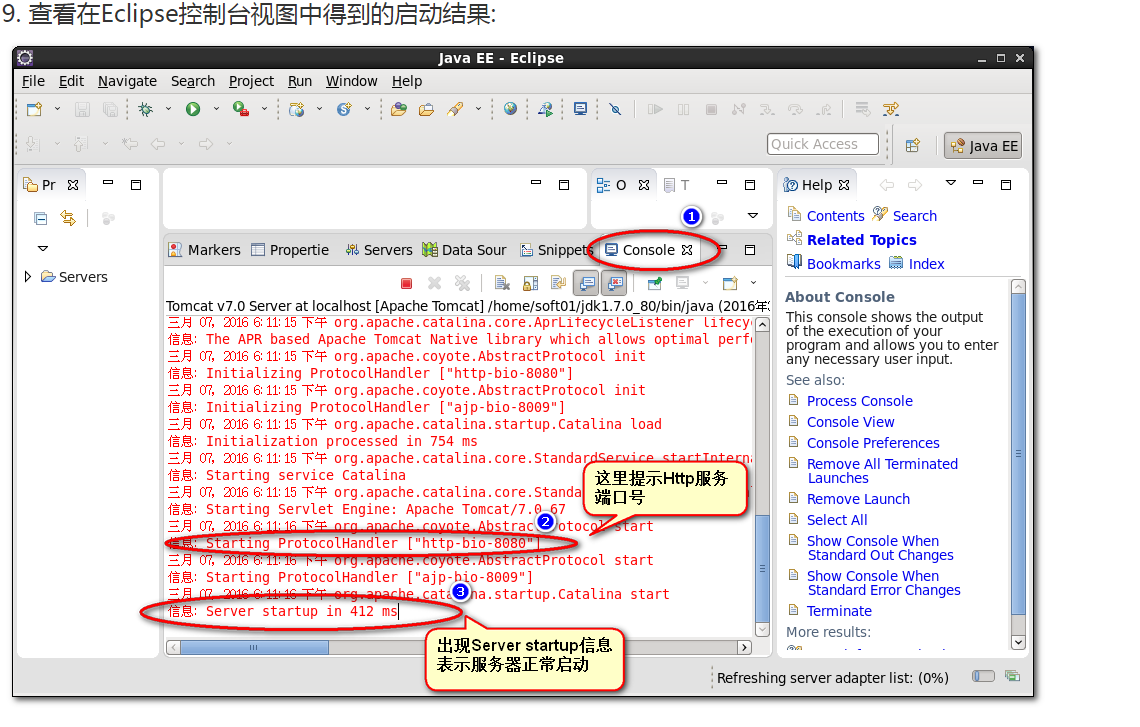 9. 查看在Eclipse控制台视图中得到的启动结果:
Java EE - Eclipse
File Edit Navigate Search Project Run Window Help
Quick Access
Java EE
Pr
Servers
O
T
1
Markers Propertie Servers Data Sour Snippets Console
Tomcat v7.0 Server at localhost [Apache Tomcat] /home/soft01/jdk1.7.0_80/bin/java (2016年
三月 07, 2016 6:11:15 下午 org.apache.catalina.core.AprLifecycleListener lifecy
信息: The APR based Apache Tomcat Native library which allows optimal perf
三月 07, 2016 6:11:15 下午 org.apache.coyote.AbstractProtocol init
信息: Initializing ProtocolHandler ["http-bio-8080"]
三月 07, 2016 6:11:15 下午 org.apache.coyote.AbstractProtocol init
信息: Initializing ProtocolHandler ["ajp-bio-8009"]
三月 07, 2016 6:11:15 下午 org.apache.catalina.startup.Catalina load
信息: Initialization processed in 754 ms
三月 07, 2016 6:11:15 下午 org.apache.catalina.core.StandardService startInterna
信息: Starting service Catalina
三月 07, 2016 6:11:15 下午 org.apache.catalina.core.Standa
信息: Starting Servlet Engine: Apache Tomcat/7.0.67
三月 07, 2016 6:11:16 下午 org.apache.coyote.AbstractProtocol start
信息: Starting ProtocolHandler ["http-bio-8080"]
三月 07, 2016 6:11:16 下午 org.apache.coyote.AbstractProtocol start
信息: Starting ProtocolHandler ["ajp-bio-8009"]
三月 07, 2016 6:11:16 下午 org.apache.catalina.startup.Catalina start
信息: Server startup in 412 ms
这里提示Http服务
端口号
2
3
出现Server startup信息
表示服务器正常启动
Help
Contents Search
Related Topics
Bookmarks Index
About Console
This console shows the output
of the execution of your
program and allows you to enter
any necessary user input.
See also:
Process Console
Console View
Console Preferences
Remove All Terminated
Launches
Remove Launch
Select All
Show Console When
Standard Out Changes
Show Console When
Standard Error Changes
Terminate
More results:
Refreshing server adapter list: (0%)